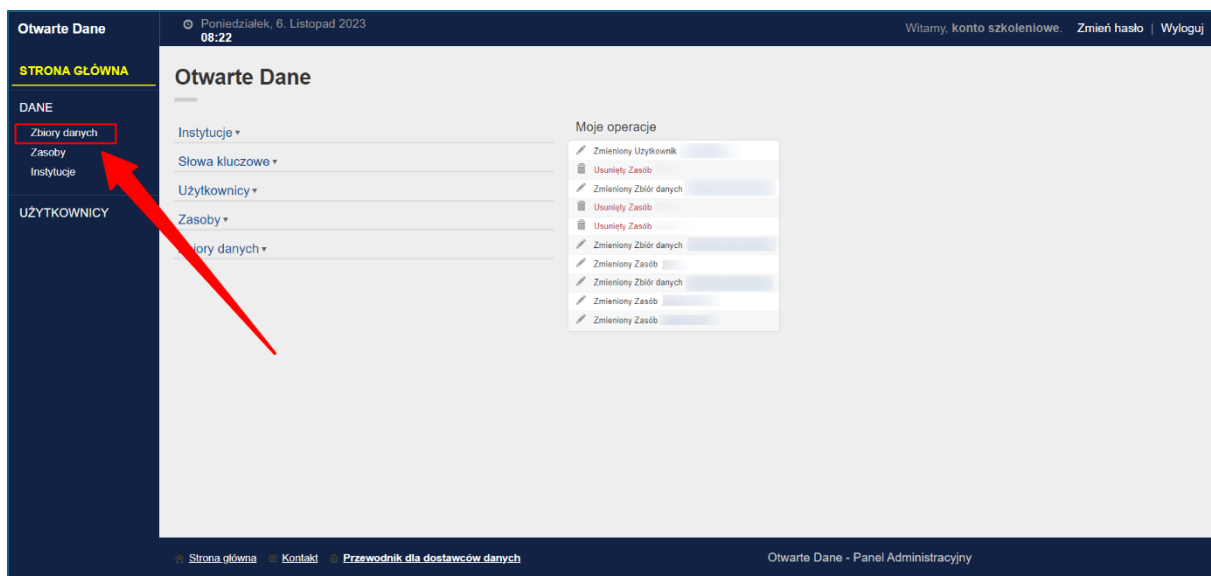 Otwarte Dane
Poniedziałek, 6. Listopad 2023
08:22
Witamy, konto szkoleniowe. Zmień hasło | Wyloguj
STRONA GŁÓWNA
DANE
Zbiory danych
Zasoby
Instytucje
UŻYTKOWNICY
Otwarte Dane
Instytucje
Słowa kluczowe
Użytkownicy
Zasoby
danych
Moje operacje
Zmieniony Użytkownik
Usunięty Zasób
Zmieniony Zbiór danych
Usunięty Zasób
Usunięty Zasób
Zmieniony Zbiór danych
Zmieniony Zasób
Zmieniony Zbiór danych
Zmieniony Zasób
Zmieniony Zasób
Strona główna Kontakt Przewodnik dla dostawców danych
Otwarte Dane - Panel Administracyjny